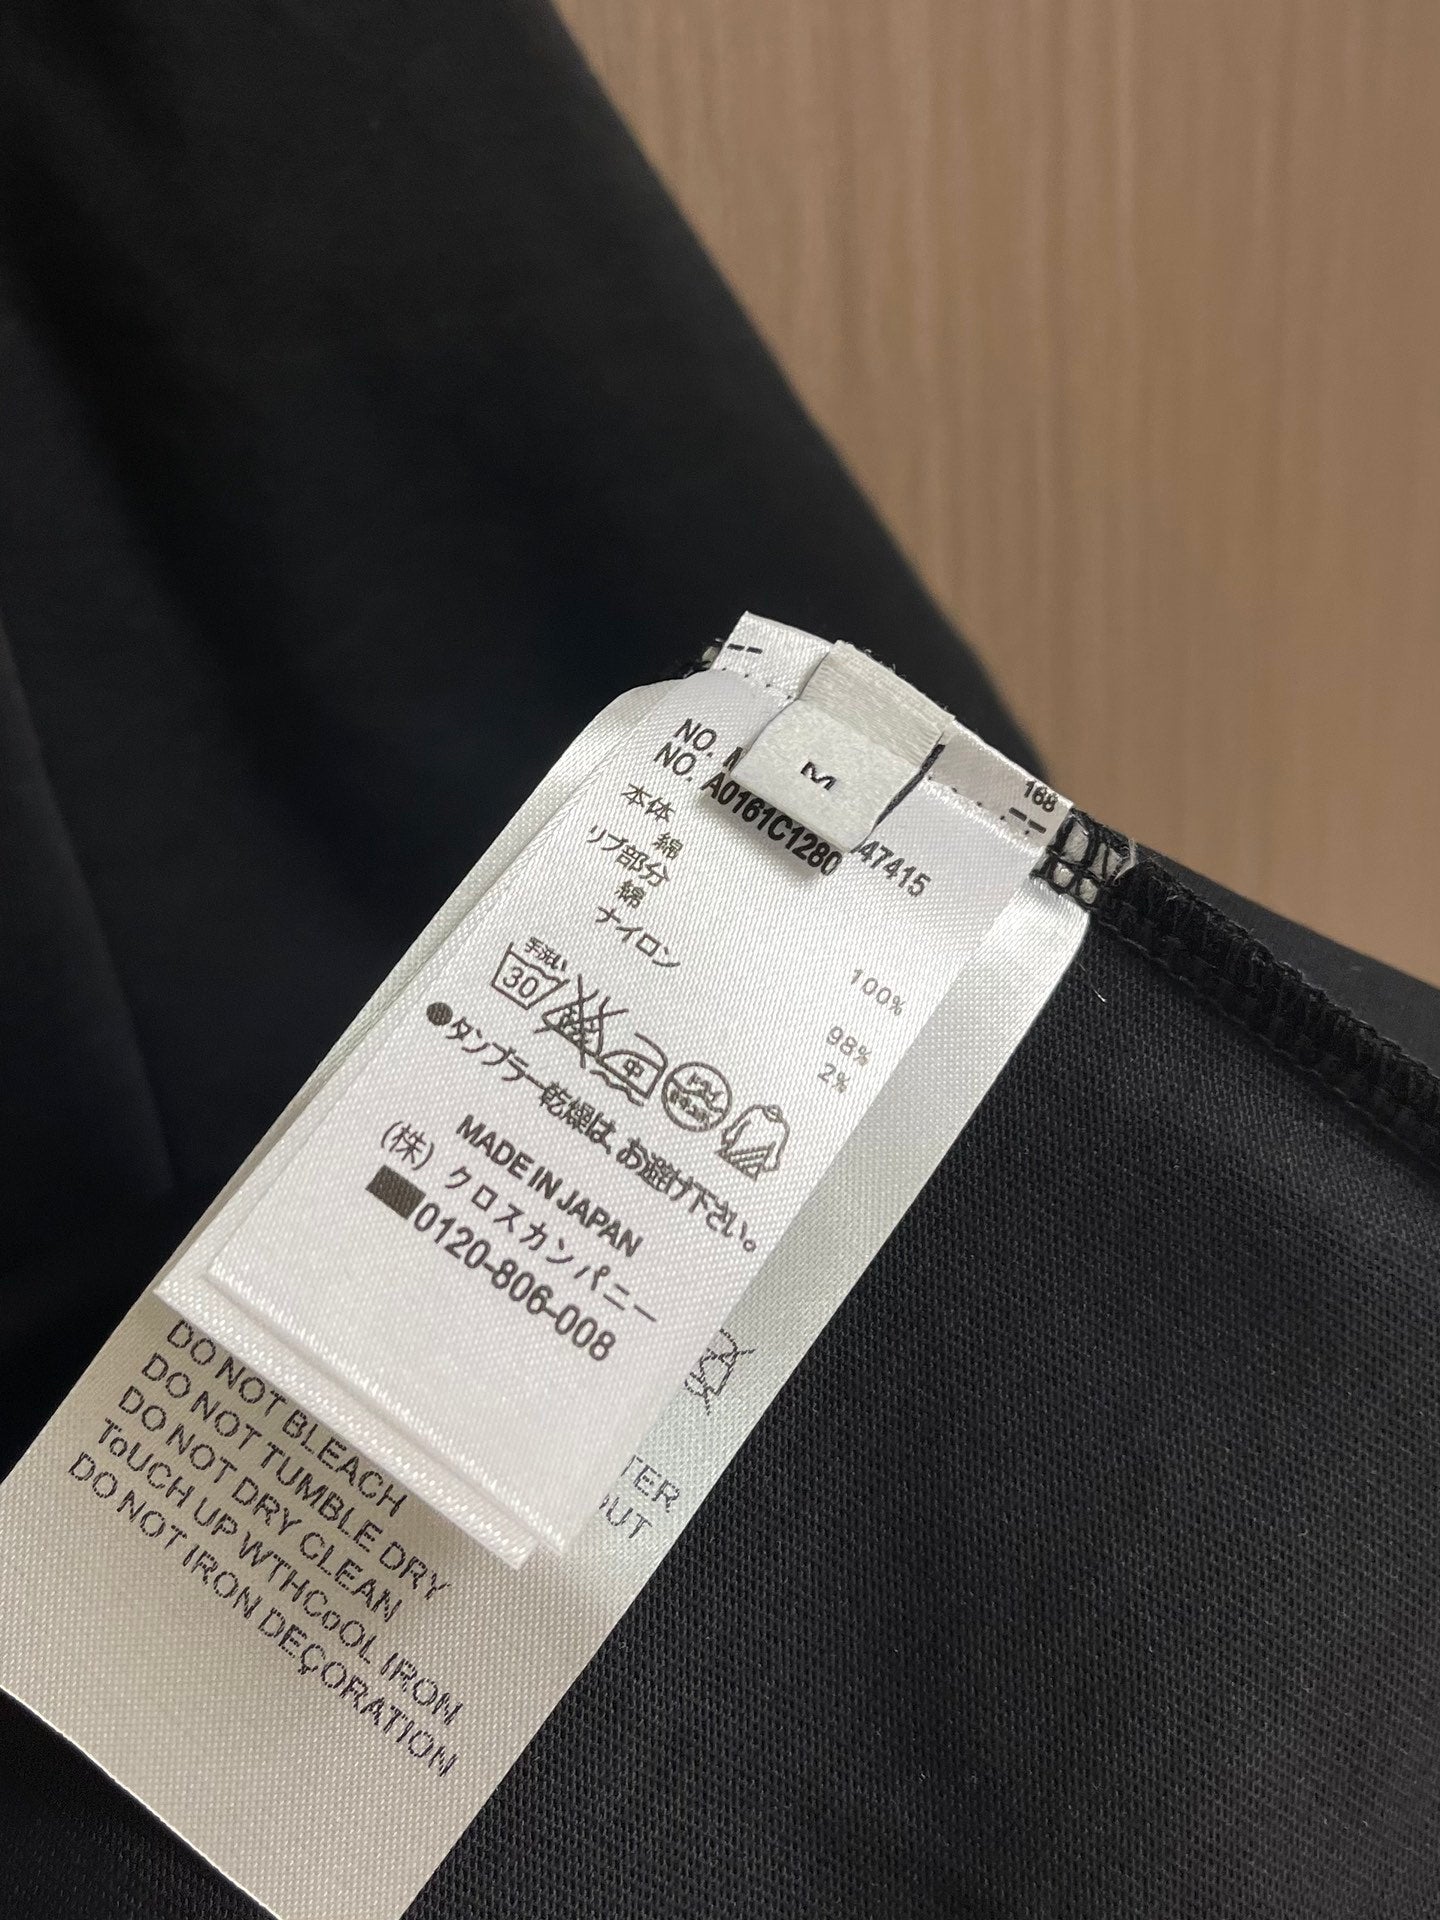 M
168
NO.
47415
NO. A0161C1280
本体
綿 100%
リブ部分
綿 98%
ナイロン 2%
手洗い
30
中
●タンブラー乾燥は、お避け下さい。
MADE IN JAPAN
(株) クロスカンパニー
0120-806-008
DO NOT BLEACH
DO NOT TUMBLE DRY
DO NOT DRY CLEAN
ToUCH UP WTHCoOL IRON
DO NOT IRON DEÇORATION